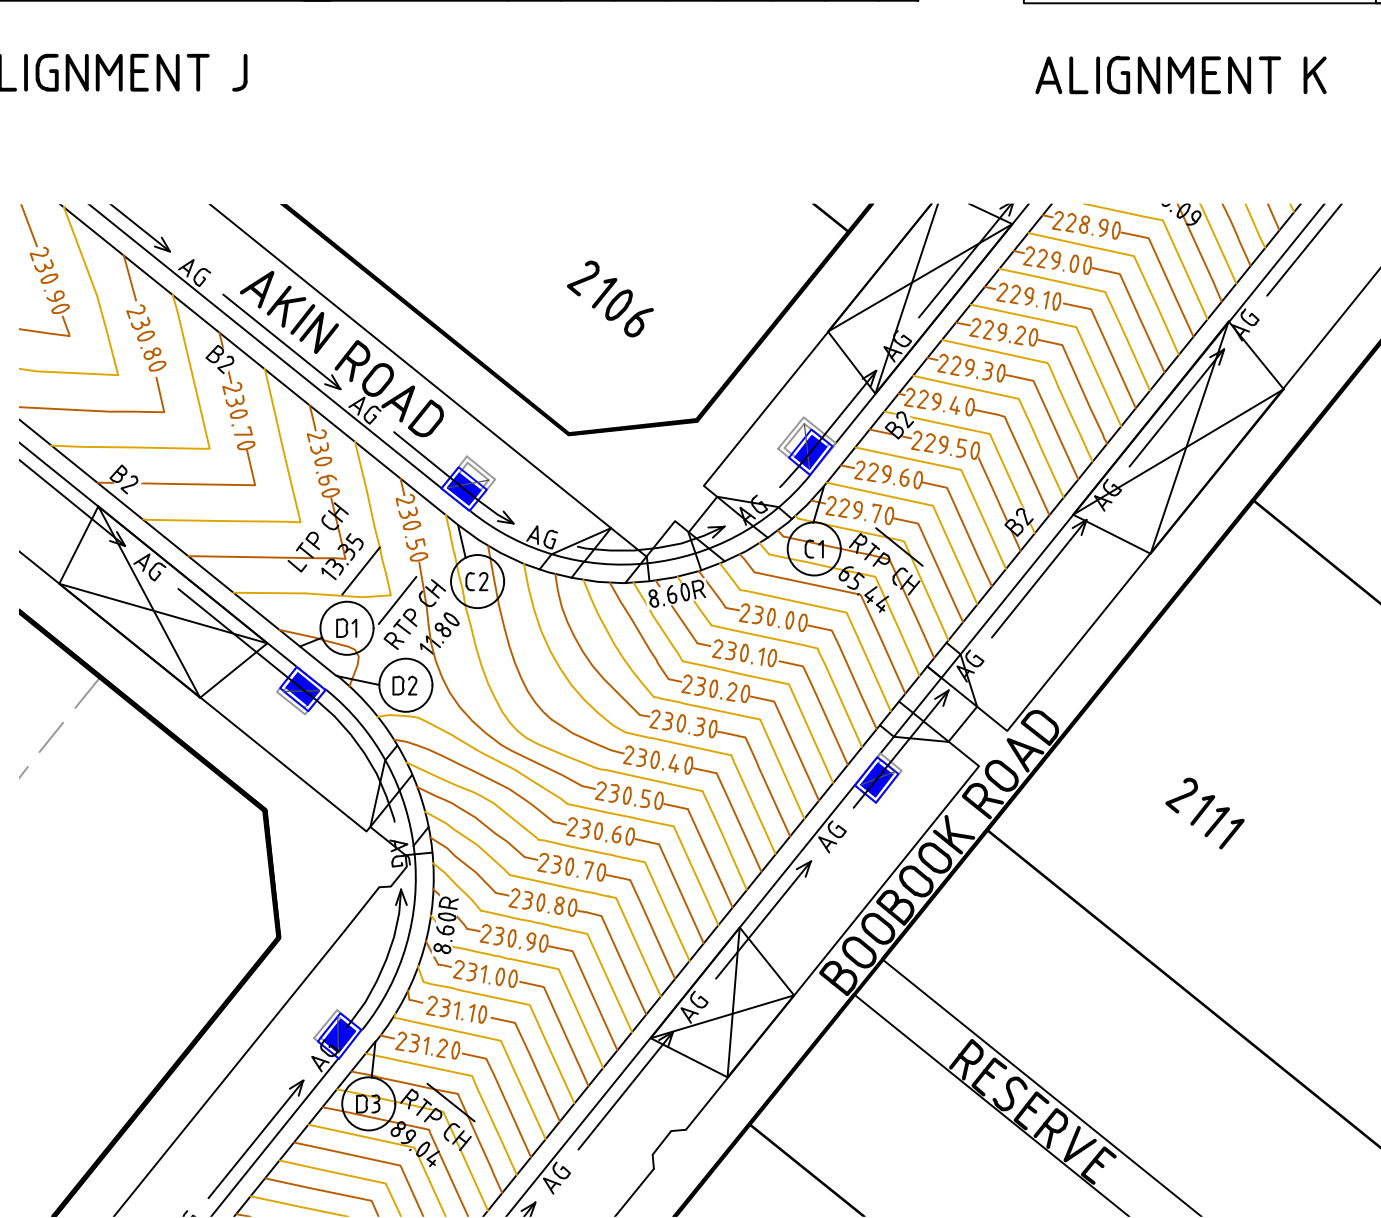 LIGNMENT J
ALIGNMENT K
228.90
229.00
229.10
229.20
229.30
229.40
229.50
229.60
229.70
230.00
230.10
230.20
230.30
230.40
230.50
230.60
230.70
230.80
230.90
231.00
231.10
231.20
230.90
230.80
230.70
230.60
230.50
AG
AG
AG
AG
AG
AG
AG
AG
AG
AG
AG
AG
AG
AG
AKIN ROAD
2106
B2
B2
B2
B2
LTP CH
13.35
RTP CH
11.80
C2
C1
RTP CH
65.44
8.60R
D1
D2
8.60R
D3
RTP CH
89.04
BOOBOOK ROAD
2111
RESERVE